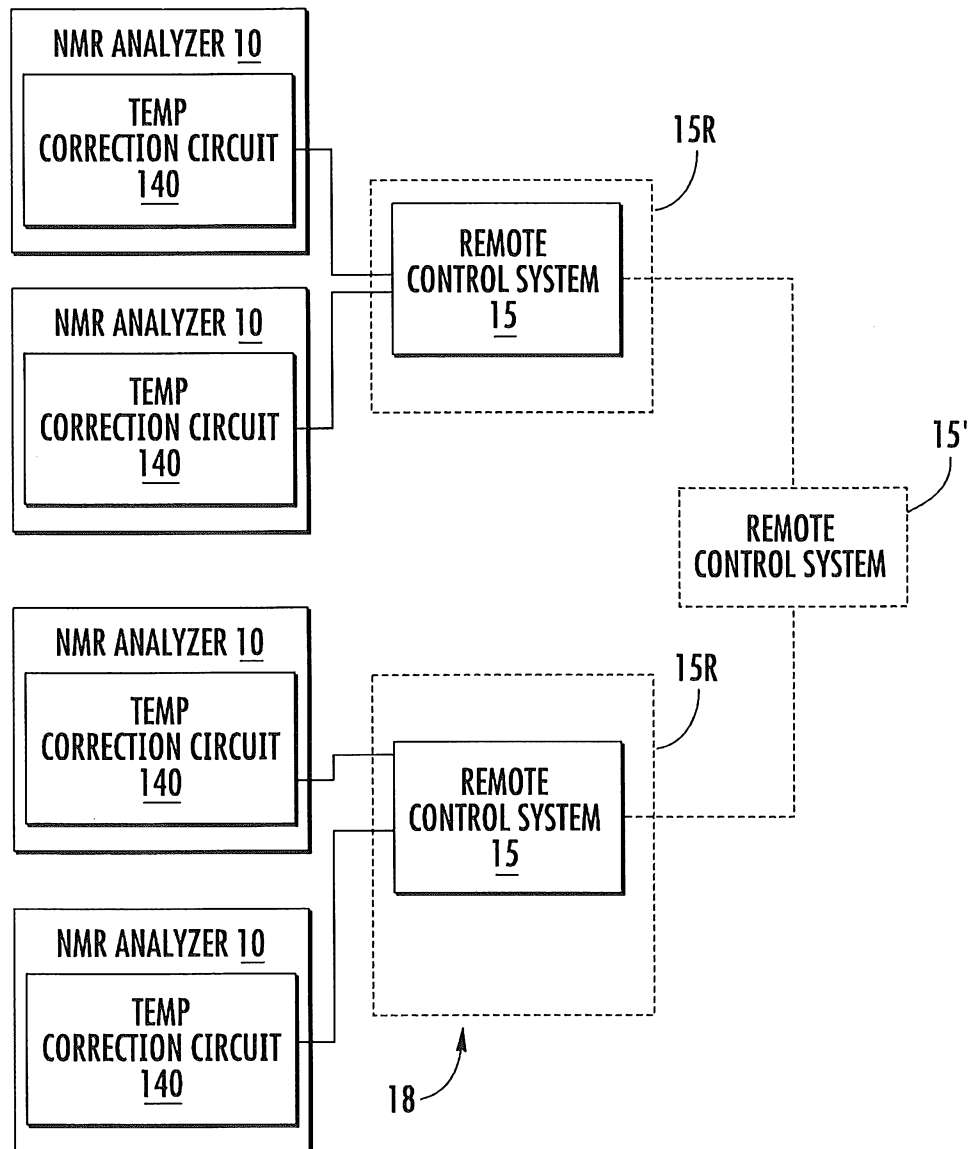 NMR ANALYZER 10
TEMP
CORRECTION CIRCUIT
140
NMR ANALYZER 10
TEMP
CORRECTION CIRCUIT
140
15R
REMOTE
CONTROL SYSTEM
15
15'
REMOTE
CONTROL SYSTEM
NMR ANALYZER 10
TEMP
CORRECTION CIRCUIT
140
NMR ANALYZER 10
TEMP
CORRECTION CIRCUIT
140
15R
REMOTE
CONTROL SYSTEM
15
18